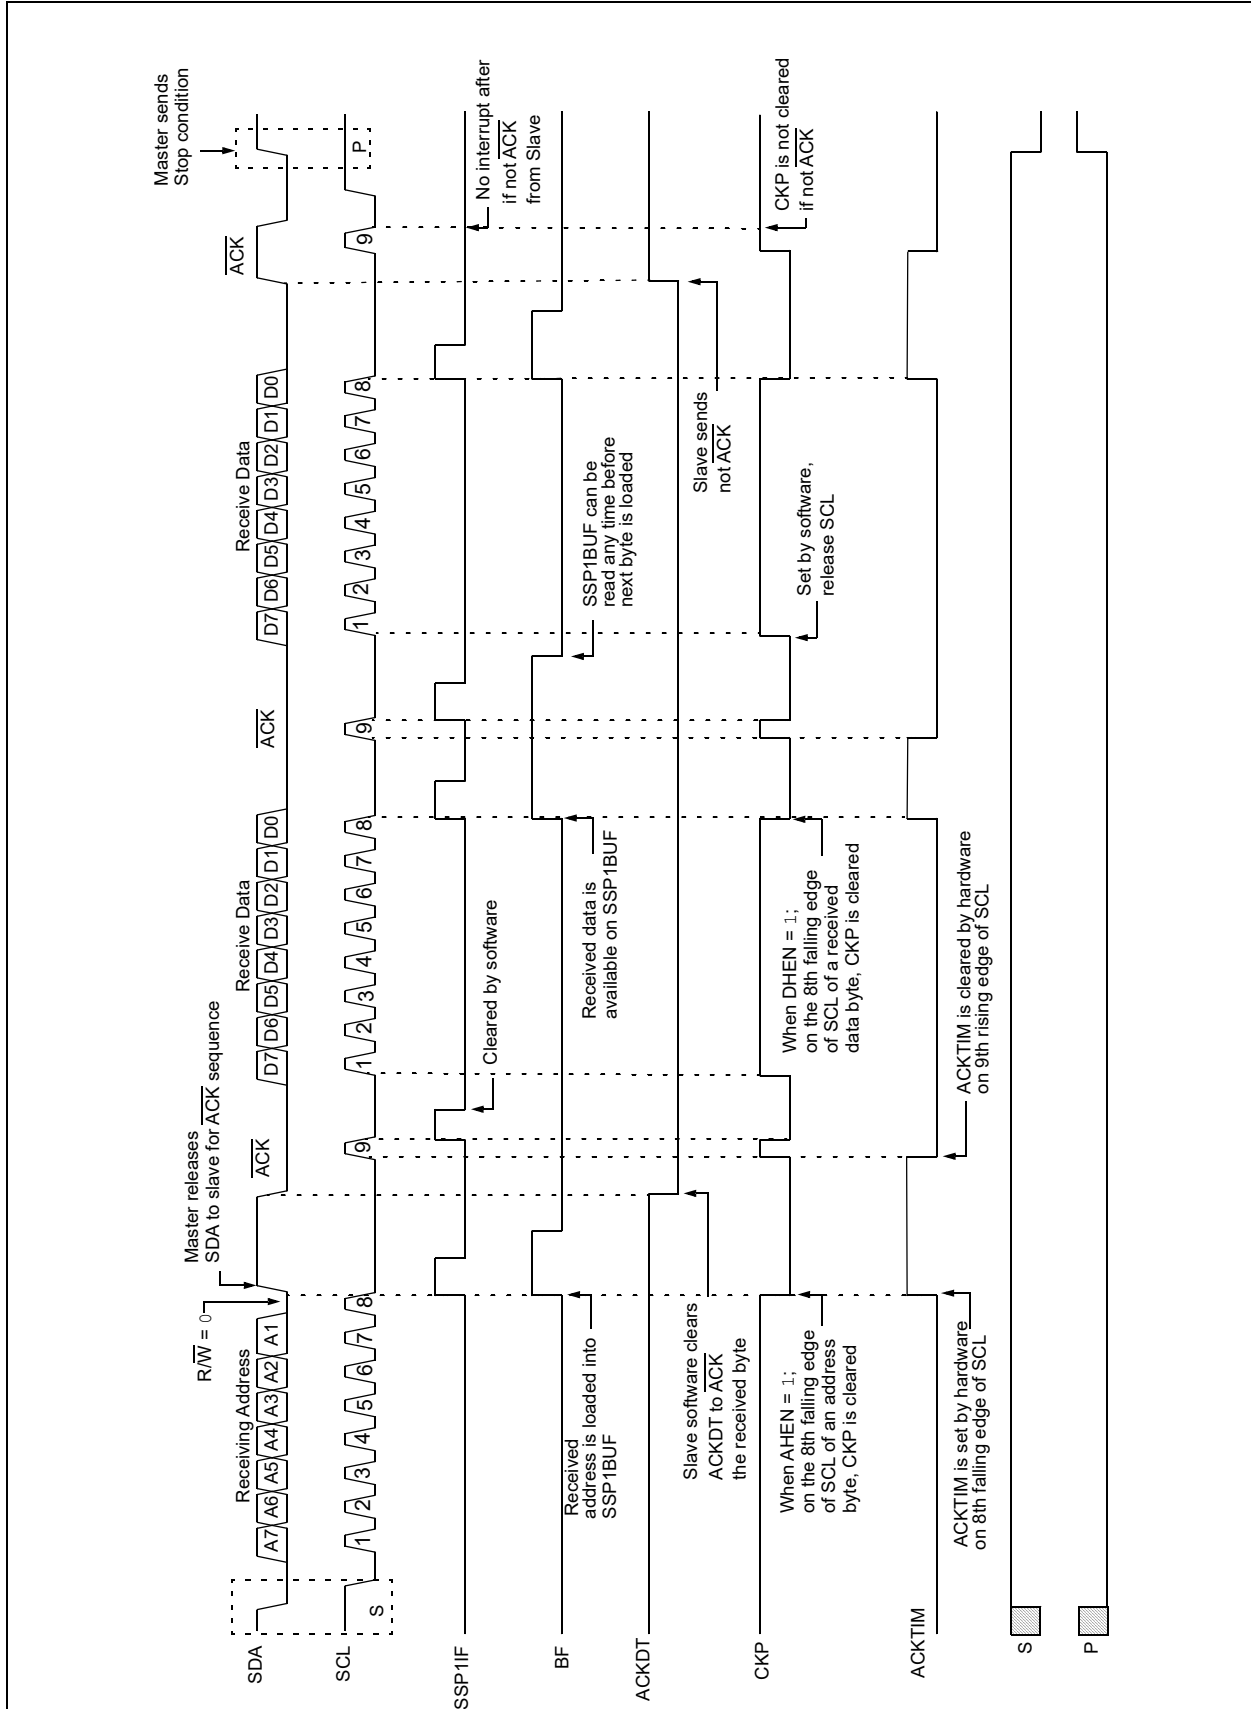 Master sends
Stop condition
Master releases
SDA to slave for ACK sequence
R/W = 0
Receiving Address
Receive Data
Receive Data
ACK
ACK
ACK
SDA
A7 A6 A5 A4 A3 A2 A1
D7 D6 D5 D4 D3 D2 D1 D0
D7 D6 D5 D4 D3 D2 D1 D0
SCL
S
1 2 3 4 5 6 7 8 9
1 2 3 4 5 6 7 8 9
1 2 3 4 5 6 7 8 9
P
SSP1IF
Cleared by software
No interrupt after
if not ACK
from Slave
BF
Received
address is loaded into
SSP1BUF
Received data is
available on SSP1BUF
SSP1BUF can be
read any time before
next byte is loaded
ACKDT
Slave software clears
ACKDT to ACK
the received byte
Slave sends
not ACK
CKP
When AHEN = 1;
on the 8th falling edge
of SCL of an address
byte, CKP is cleared
When DHEN = 1;
on the 8th falling edge
of SCL of a received
data byte, CKP is cleared
Set by software,
release SCL
CKP is not cleared
if not ACK
ACKTIM
ACKTIM is set by hardware
on 8th falling edge of SCL
ACKTIM is cleared by hardware
on 9th rising edge of SCL
S
P